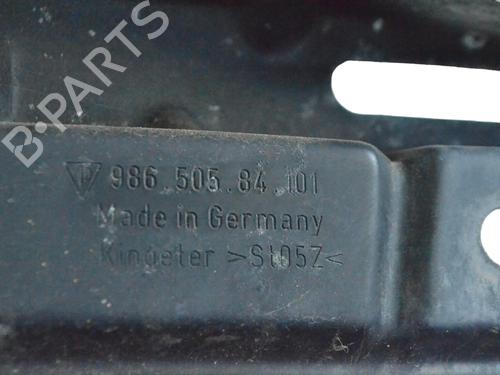 B-PARTS
986.505.84.101
Made in Germany
Kingeter >St05Z<